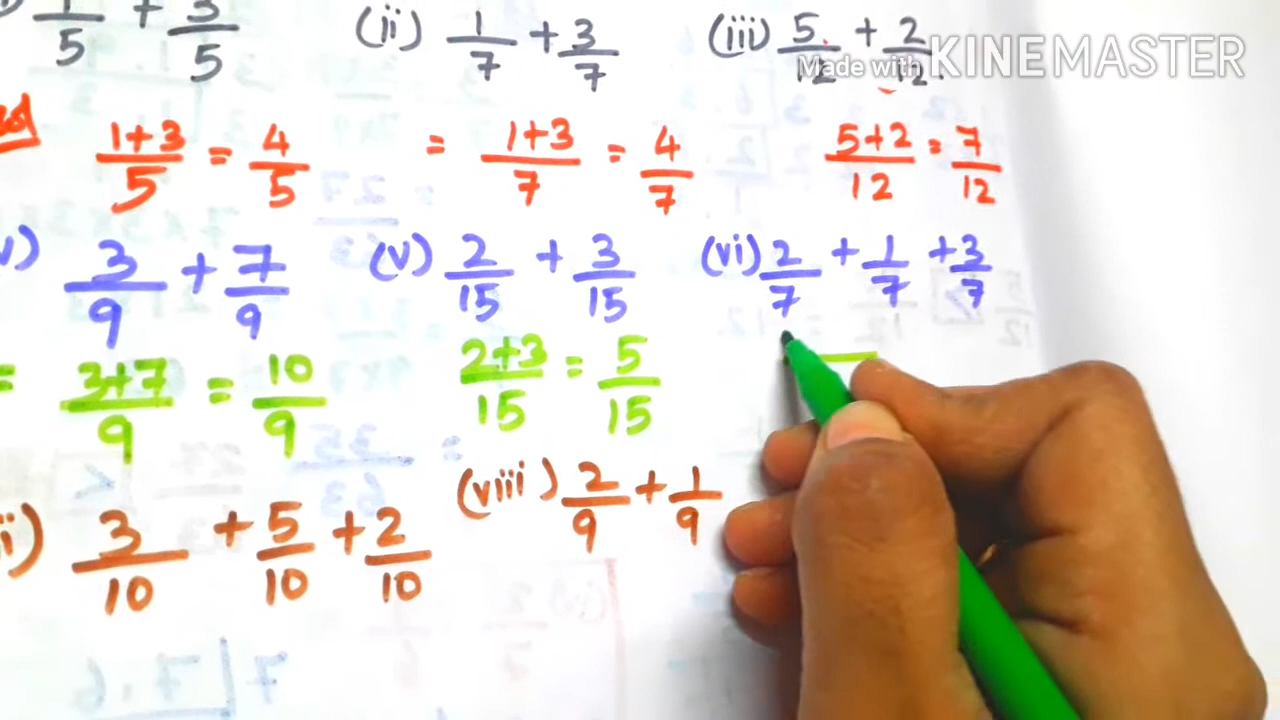 1/5 + 3/5 (ii) 1/7 + 3/7 (iii) 5/12 + 2/12.
Made with KINEMASTER
(1+3)/5 = 4/5 = (1+3)/7 = 4/7 (5+2)/12 = 7/12
3/9 + 7/9 (v) 2/15 + 3/15 (vi) 2/7 + 1/7 + 3/7
= (3+7)/9 = 10/9 (2+3)/15 = 5/15
3/10 + 5/10 + 2/10 (viii) 2/9 + 1/9